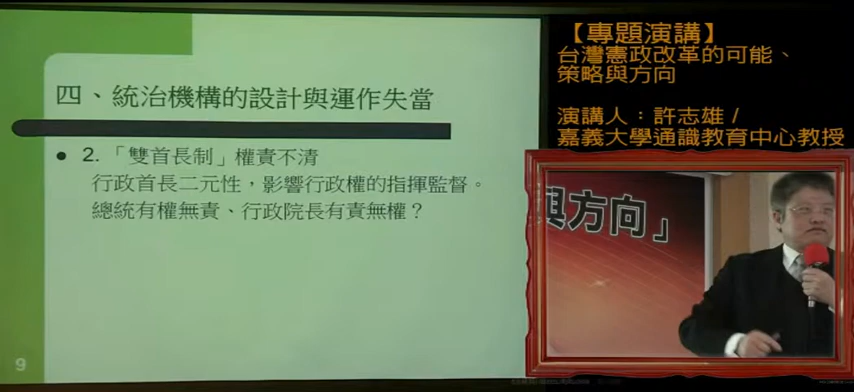 四、統治機構的設計與運作失當
● 2. 「雙首長制」權責不清
行政首長二元性，影響行政權的指揮監督。
總統有權無責、行政院長有責無權？
9
【專題演講】
台灣憲政改革的可能、
策略與方向
演講人：許志雄 /
嘉義大學通識教育中心教授
與方向」